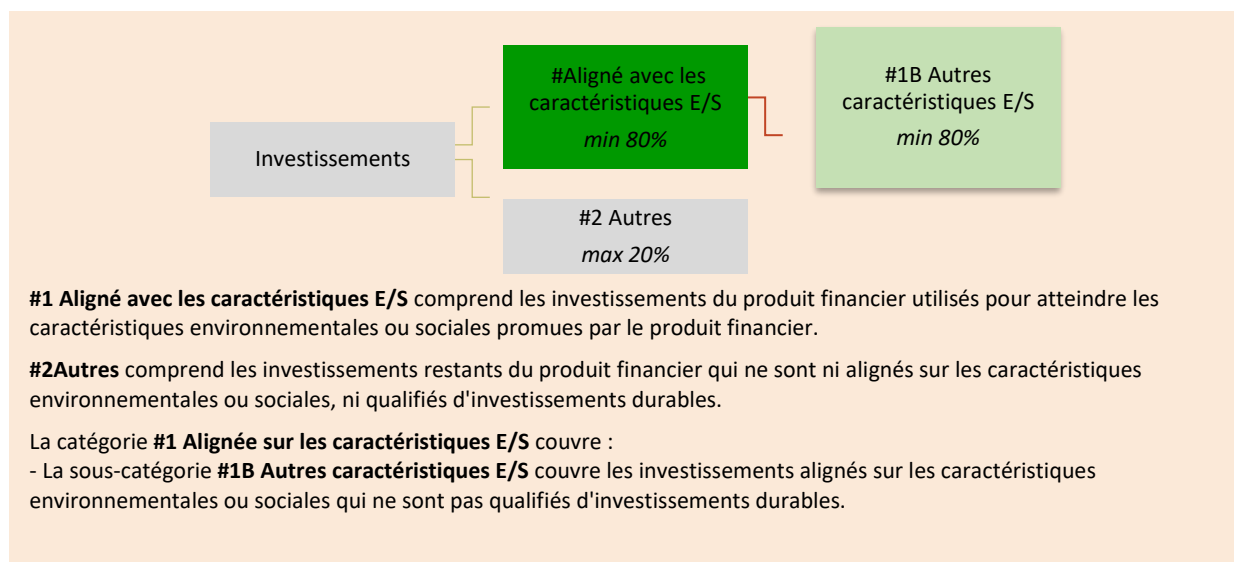 #Aligné avec les
caractéristiques E/S
min 80%
#1B Autres
caractéristiques E/S
min 80%
Investissements
#2 Autres
max 20%
#1 Aligné avec les caractéristiques E/S comprend les investissements du produit financier utilisés pour atteindre les
caractéristiques environnementales ou sociales promues par le produit financier.
#2Autres comprend les investissements restants du produit financier qui ne sont ni alignés sur les caractéristiques
environnementales ou sociales, ni qualifiés d'investissements durables.
La catégorie #1 Alignée sur les caractéristiques E/S couvre :
- La sous-catégorie #1B Autres caractéristiques E/S couvre les investissements alignés sur les caractéristiques
environnementales ou sociales qui ne sont pas qualifiés d'investissements durables.